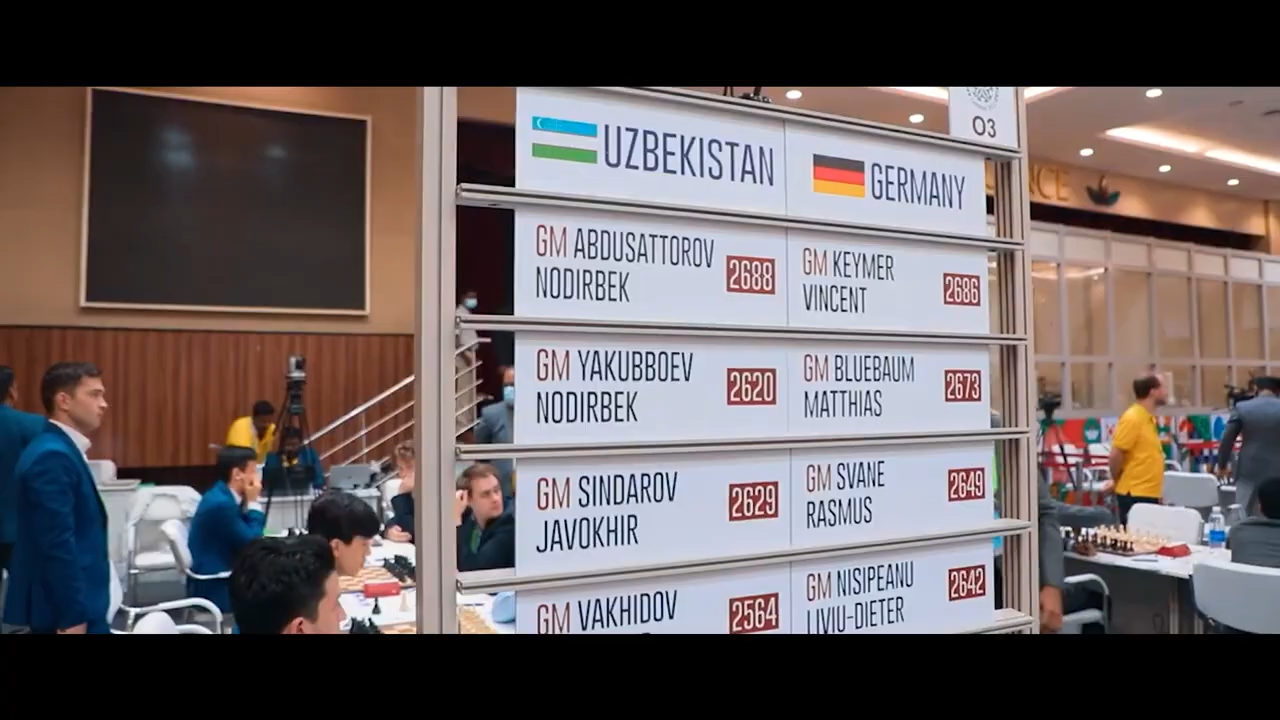 03
UZBEKISTAN
GERMANY
GM ABDUSATTOROV
NODIRBEK
2688
GM KEYMER
VINCENT
2686
GM YAKUBBOEV
NODIRBEK
2620
GM BLUEBAUM
MATTHIAS
2673
GM SINDAROV
JAVOKHIR
2629
GM SVANE
RASMUS
2649
GM VAKHIDOV
2564
GM NISIPEANU
LIVIU-DIETER
2642